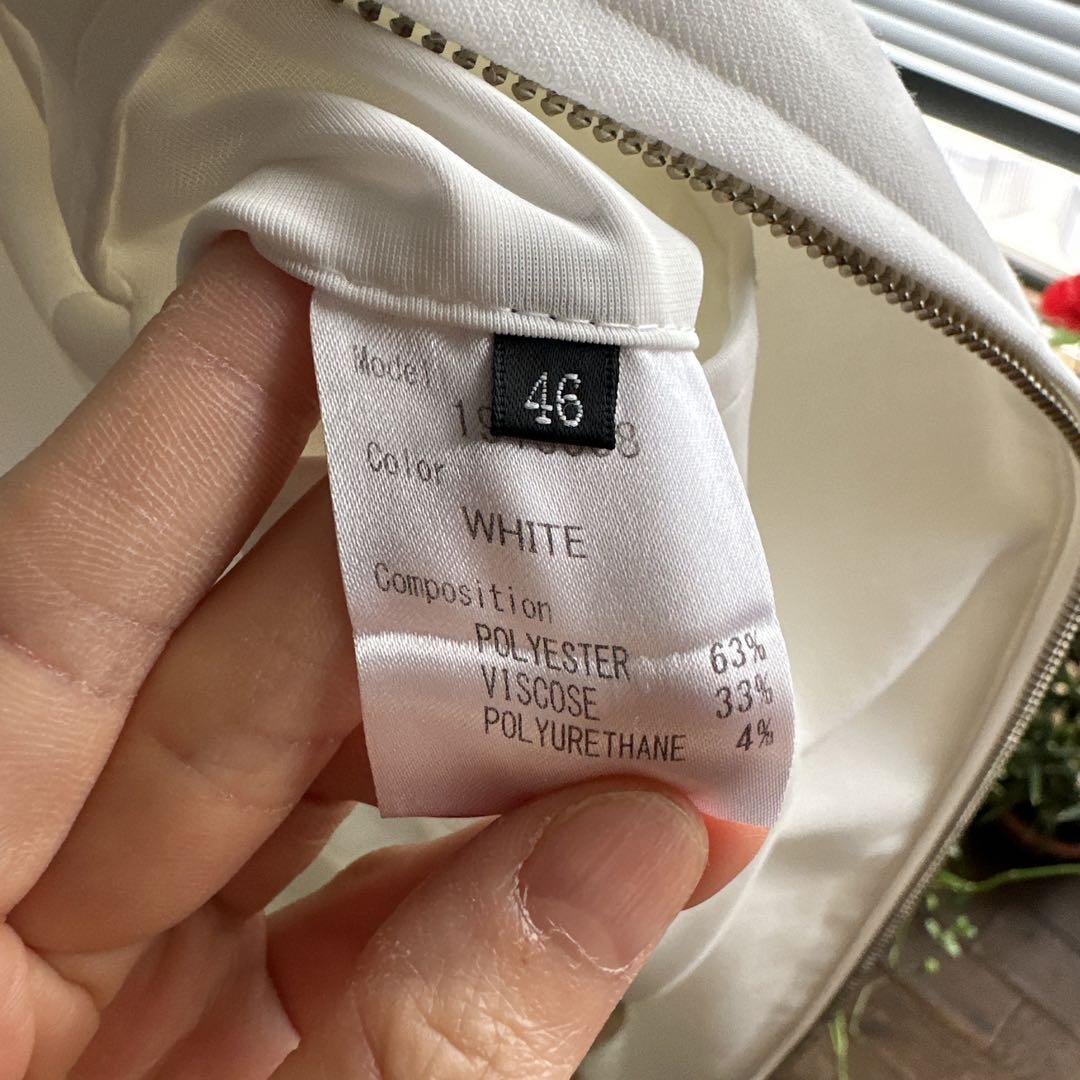 Model
46
Color
WHITE
Composition
POLYESTER 63%
VISCOSE 33%
POLYURETHANE 4%